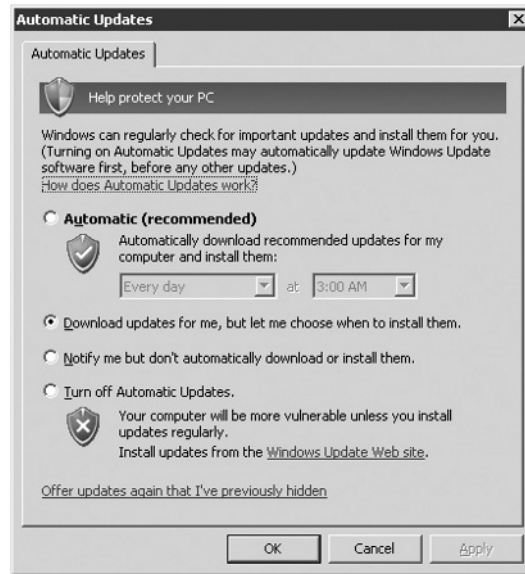 Automatic Updates
Automatic Updates
Help protect your PC
Windows can regularly check for important updates and install them for you.
(Turning on Automatic Updates may automatically update Windows Update
software first, before any other updates.)
How does Automatic Updates work?
Automatic (recommended)
Automatically download recommended updates for my
computer and install them:
Every day at 3:00 AM
Download updates for me, but let me choose when to install them.
Notify me but don't automatically download or install them.
Turn off Automatic Updates.
Your computer will be more vulnerable unless you install
updates regularly.
Install updates from the Windows Update Web site.
Offer updates again that I've previously hidden
OK Cancel Apply